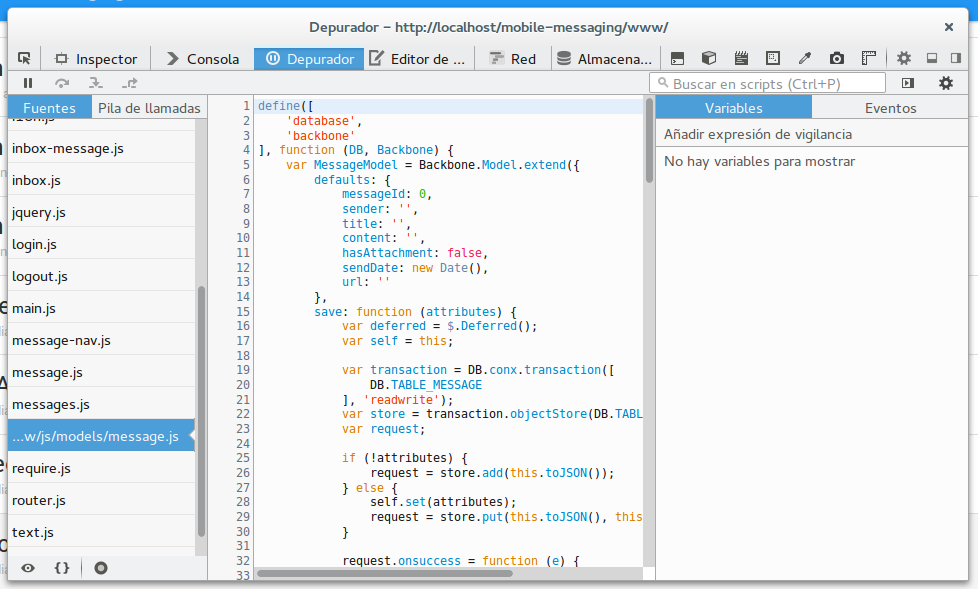 Depurador – http://localhost/mobile-messaging/www/
Inspector
Consola
Depurador
Editor de ...
Red
Almacena...
Buscar en scripts (Ctrl+P)
Fuentes
Pila de llamadas
inbox-message.js
inbox.js
jquery.js
login.js
logout.js
main.js
message-nav.js
message.js
messages.js
...w/js/models/message.js
require.js
router.js
text.js
{}
1 define([
2 'database',
3 'backbone'
4 ], function (DB, Backbone) {
5 var MessageModel = Backbone.Model.extend({
6 defaults: {
7 messageId: 0,
8 sender: '',
9 title: '',
10 content: '',
11 hasAttachment: false,
12 sendDate: new Date(),
13 url: ''
14 },
15 save: function (attributes) {
16 var deferred = $.Deferred();
17 var self = this;
18
19 var transaction = DB.conx.transaction([
20 DB.TABLE_MESSAGE
21 ], 'readwrite');
22 var store = transaction.objectStore(DB.TABL
23 var request;
24
25 if (!attributes) {
26 request = store.add(this.toJSON());
27 } else {
28 self.set(attributes);
29 request = store.put(this.toJSON(), this
30 }
31
32 request.onsuccess = function (e) {
33
Variables
Eventos
Añadir expresión de vigilancia
No hay variables para mostrar